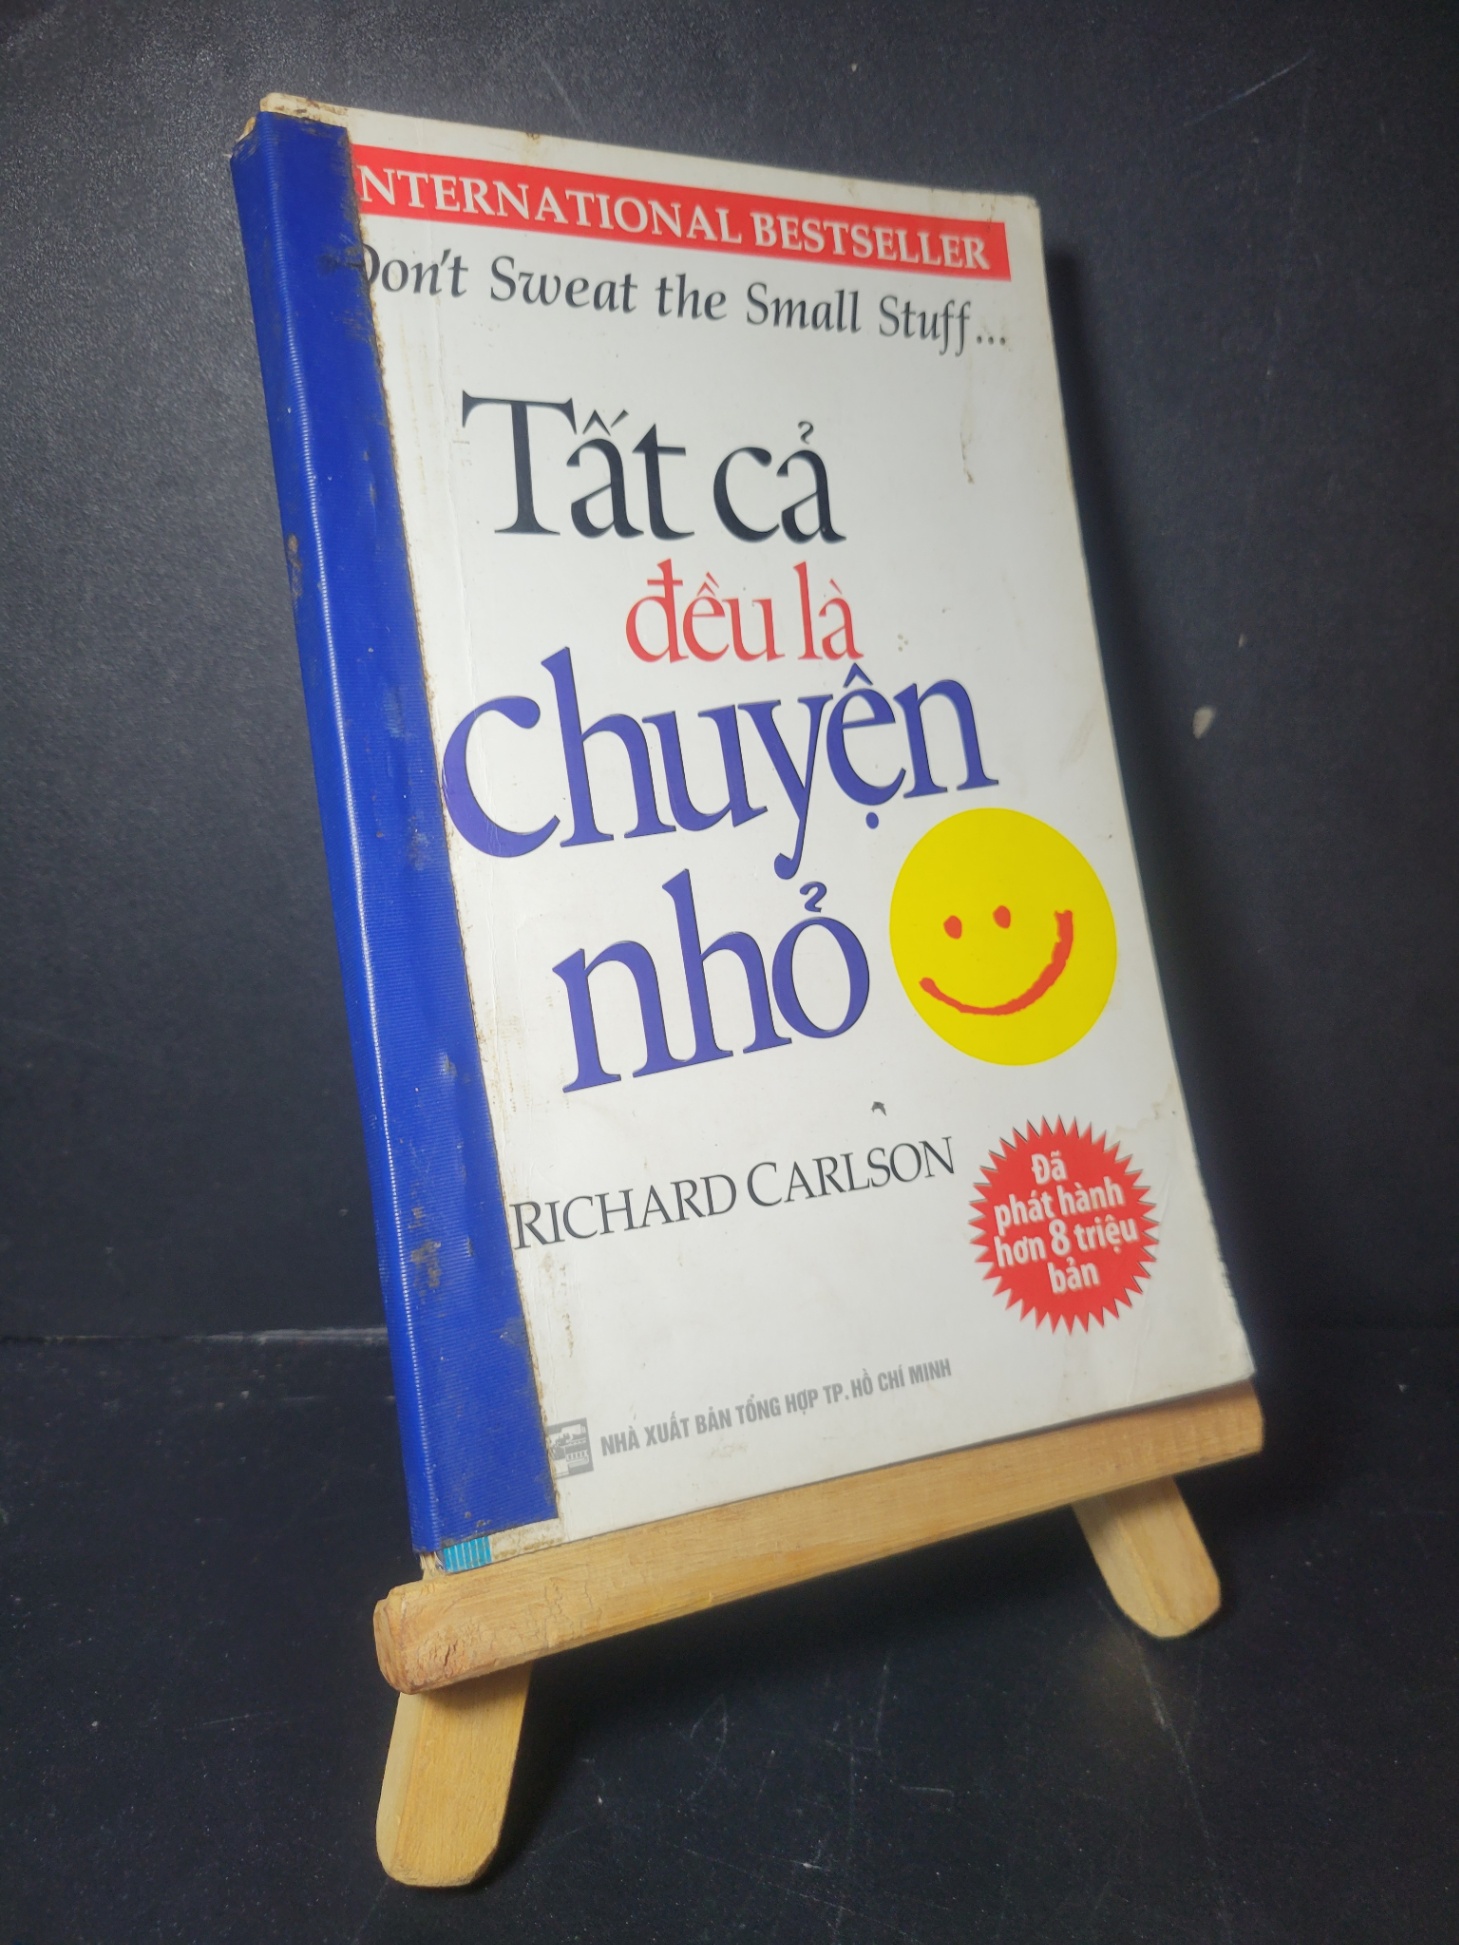 INTERNATIONAL BESTSELLER
Don't Sweat the Small Stuff...
Tất cả
đều là
chuyện
nhỏ
RICHARD CARLSON
Đã
phát hành
hơn 8 triệu
bản
NHÀ XUẤT BẢN TỔNG HỢP TP. HỒ CHÍ MINH